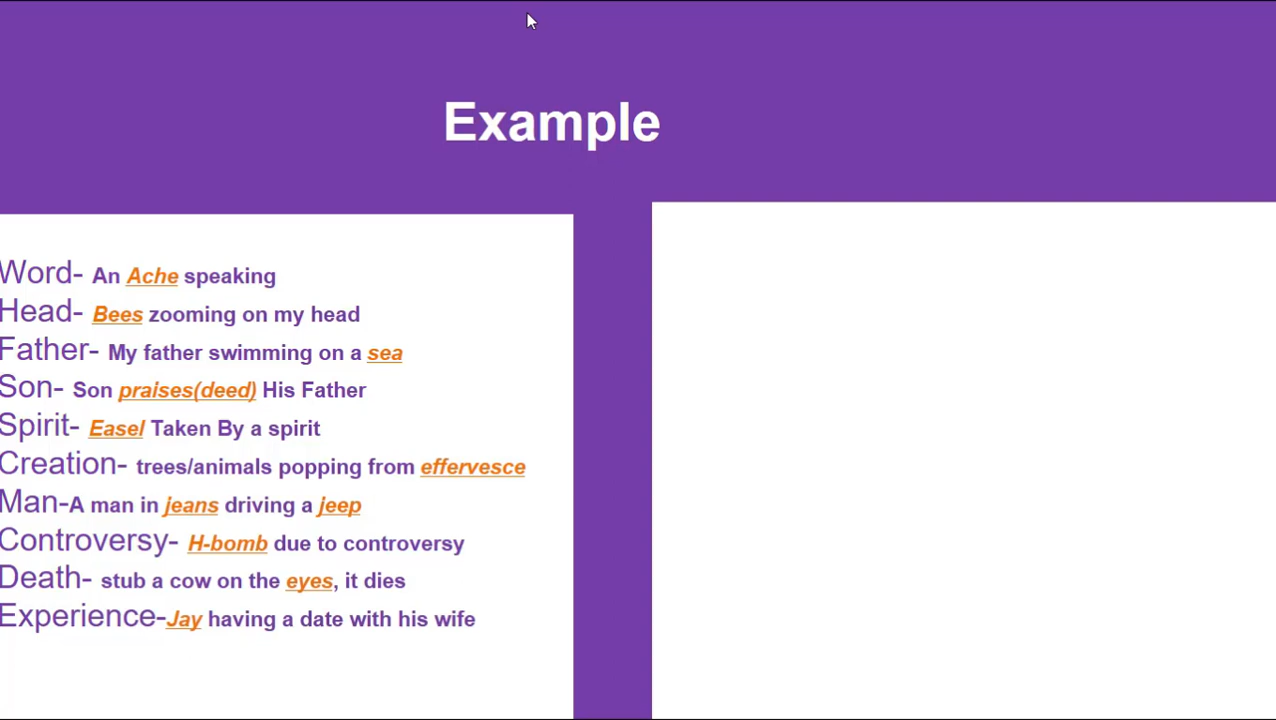 Example
Word- An Ache speaking
Head- Bees zooming on my head
Father- My father swimming on a sea
Son- Son praises(deed) His Father
Spirit- Easel Taken By a spirit
Creation- trees/animals popping from effervesce
Man-A man in jeans driving a jeep
Controversy- H-bomb due to controversy
Death- stub a cow on the eyes, it dies
Experience-Jay having a date with his wife